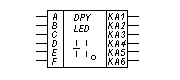 A DPY KA1
B LED KA2
C KA3
D KA4
E KA5
F KA6